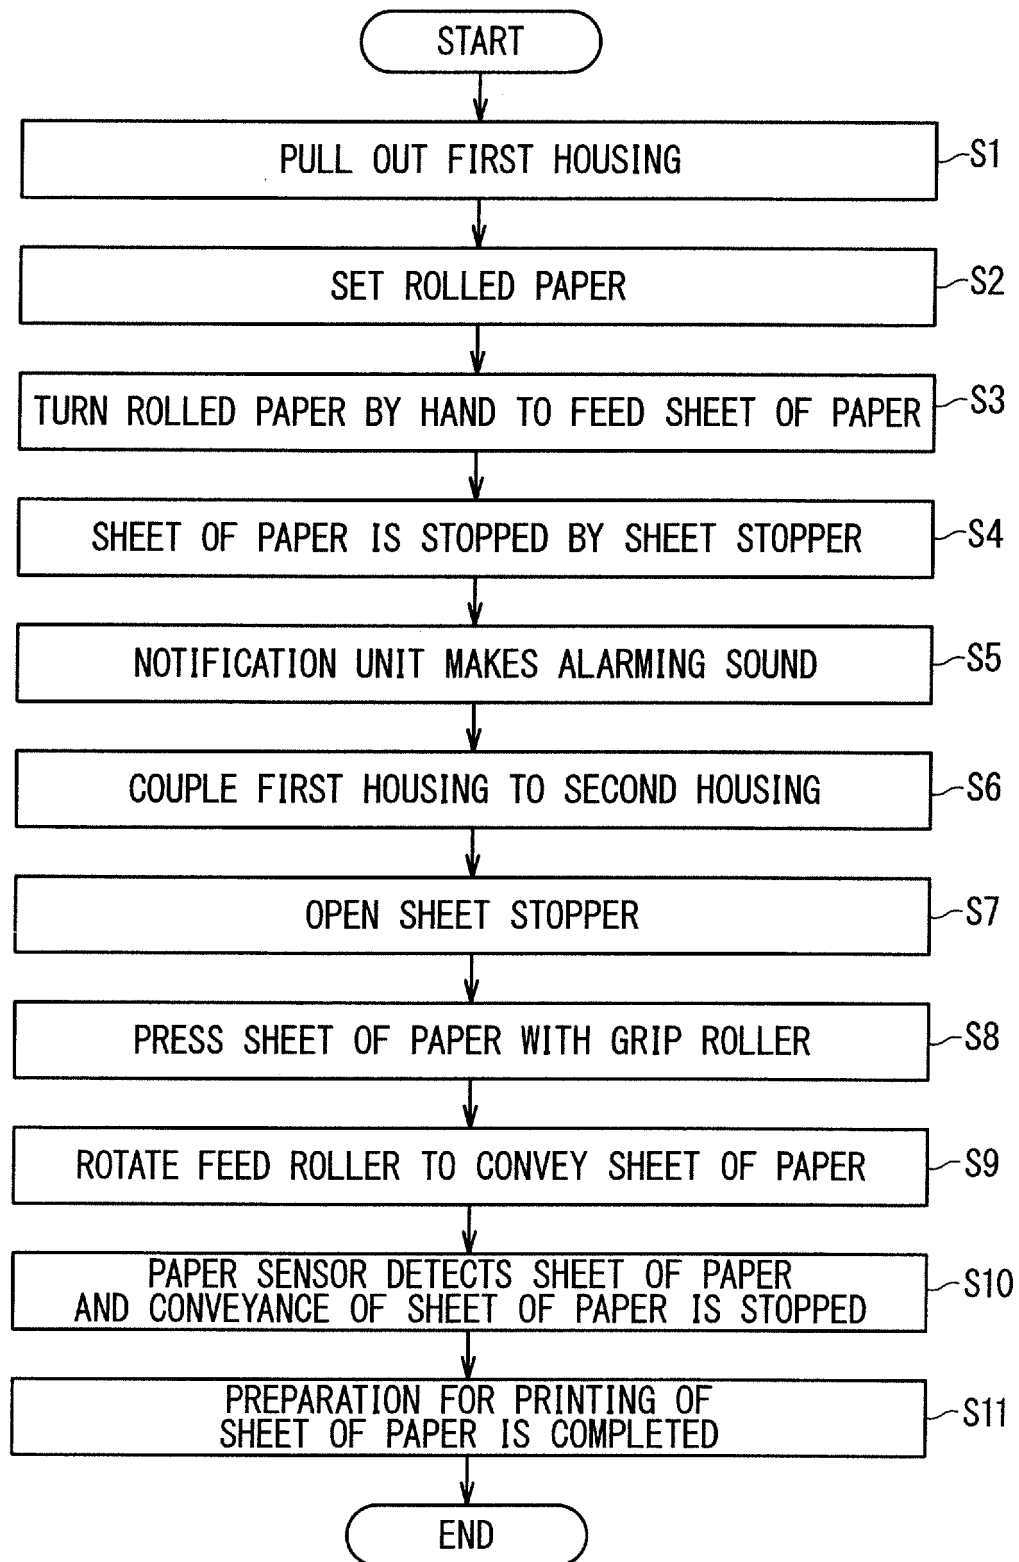 START
PULL OUT FIRST HOUSING
S1
SET ROLLED PAPER
S2
TURN ROLLED PAPER BY HAND TO FEED SHEET OF PAPER
S3
SHEET OF PAPER IS STOPPED BY SHEET STOPPER
S4
NOTIFICATION UNIT MAKES ALARMING SOUND
S5
COUPLE FIRST HOUSING TO SECOND HOUSING
S6
OPEN SHEET STOPPER
S7
PRESS SHEET OF PAPER WITH GRIP ROLLER
S8
ROTATE FEED ROLLER TO CONVEY SHEET OF PAPER
S9
PAPER SENSOR DETECTS SHEET OF PAPER
AND CONVEYANCE OF SHEET OF PAPER IS STOPPED
S10
PREPARATION FOR PRINTING OF
SHEET OF PAPER IS COMPLETED
S11
END